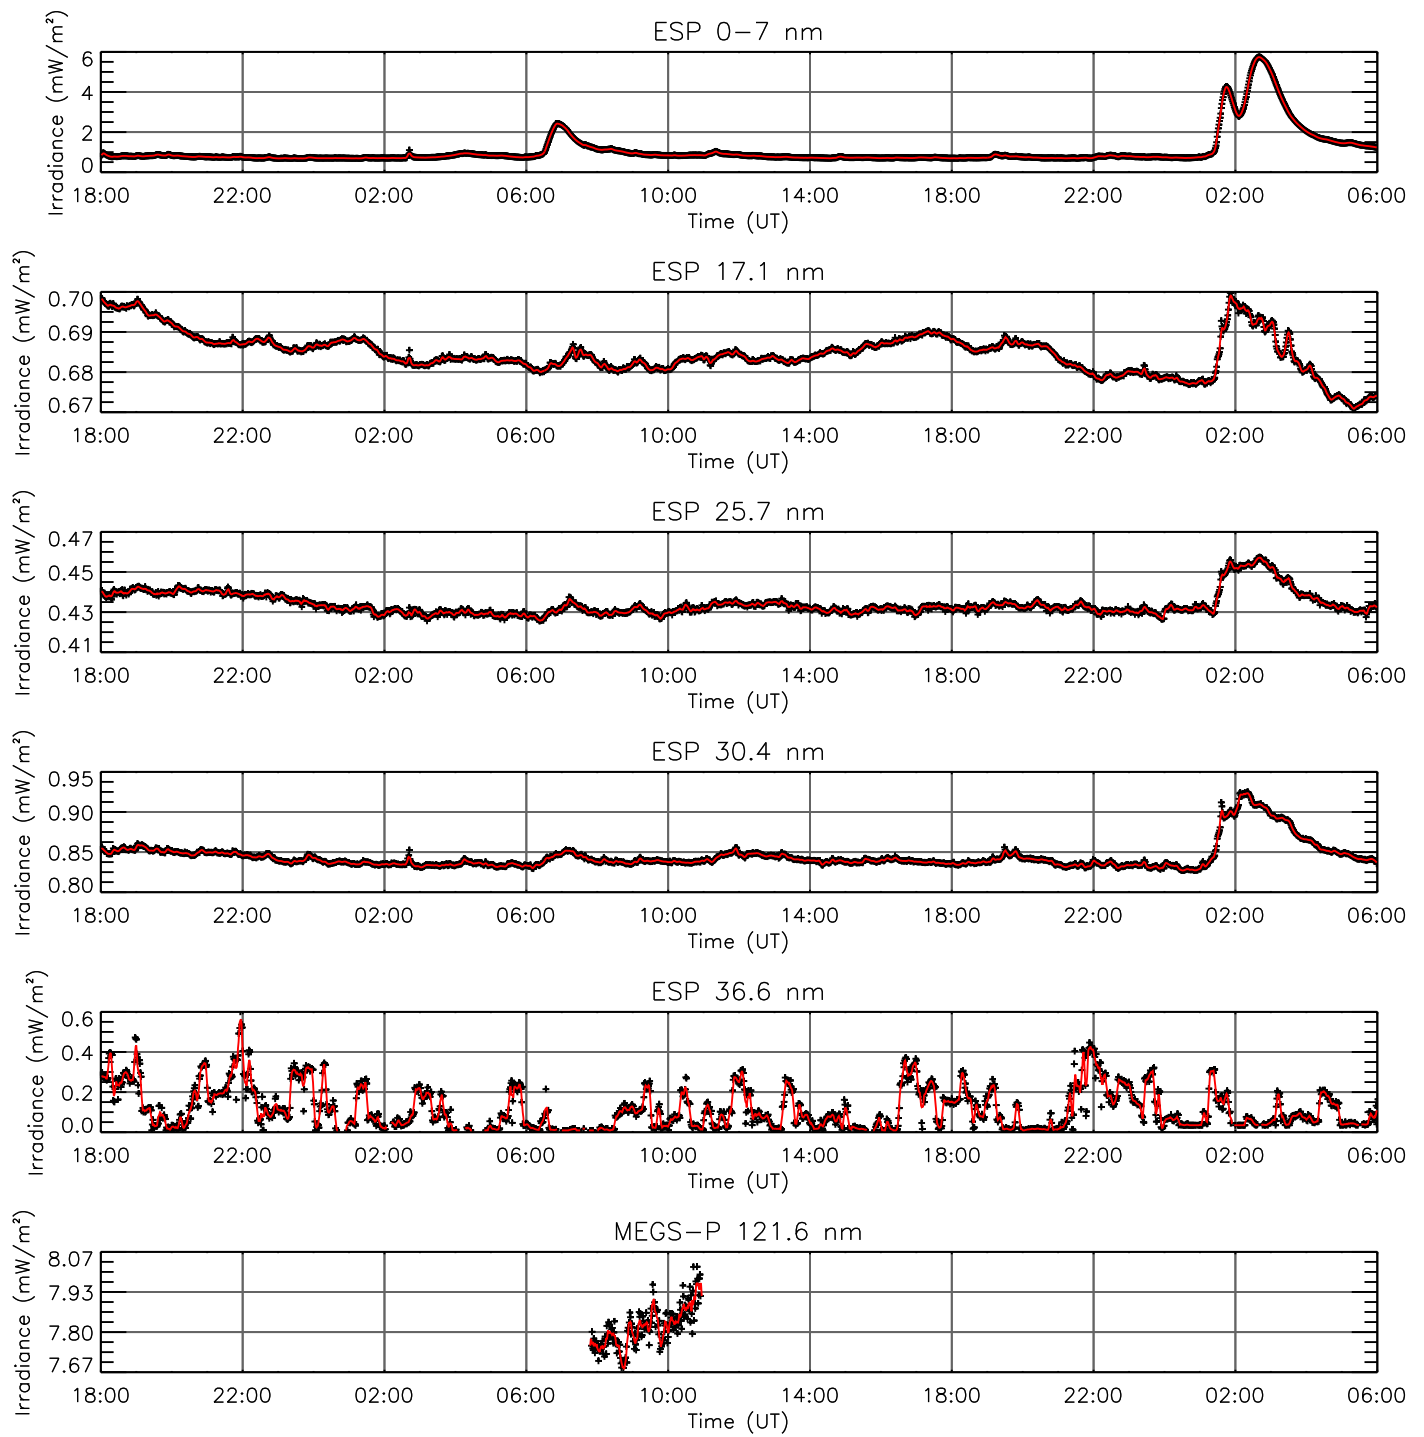 ESP 0−7 nm
Irradiance (mW/m²)
6
4
2
0
18:00 22:00 02:00 06:00 10:00 14:00 18:00 22:00 02:00 06:00
Time (UT)
ESP 17.1 nm
Irradiance (mW/m²)
0.70
0.69
0.68
0.67
18:00 22:00 02:00 06:00 10:00 14:00 18:00 22:00 02:00 06:00
Time (UT)
ESP 25.7 nm
Irradiance (mW/m²)
0.47
0.45
0.43
0.41
18:00 22:00 02:00 06:00 10:00 14:00 18:00 22:00 02:00 06:00
Time (UT)
ESP 30.4 nm
Irradiance (mW/m²)
0.95
0.90
0.85
0.80
18:00 22:00 02:00 06:00 10:00 14:00 18:00 22:00 02:00 06:00
Time (UT)
ESP 36.6 nm
Irradiance (mW/m²)
0.6
0.4
0.2
0.0
18:00 22:00 02:00 06:00 10:00 14:00 18:00 22:00 02:00 06:00
Time (UT)
MEGS−P 121.6 nm
Irradiance (mW/m²)
8.07
7.93
7.80
7.67
18:00 22:00 02:00 06:00 10:00 14:00 18:00 22:00 02:00 06:00
Time (UT)